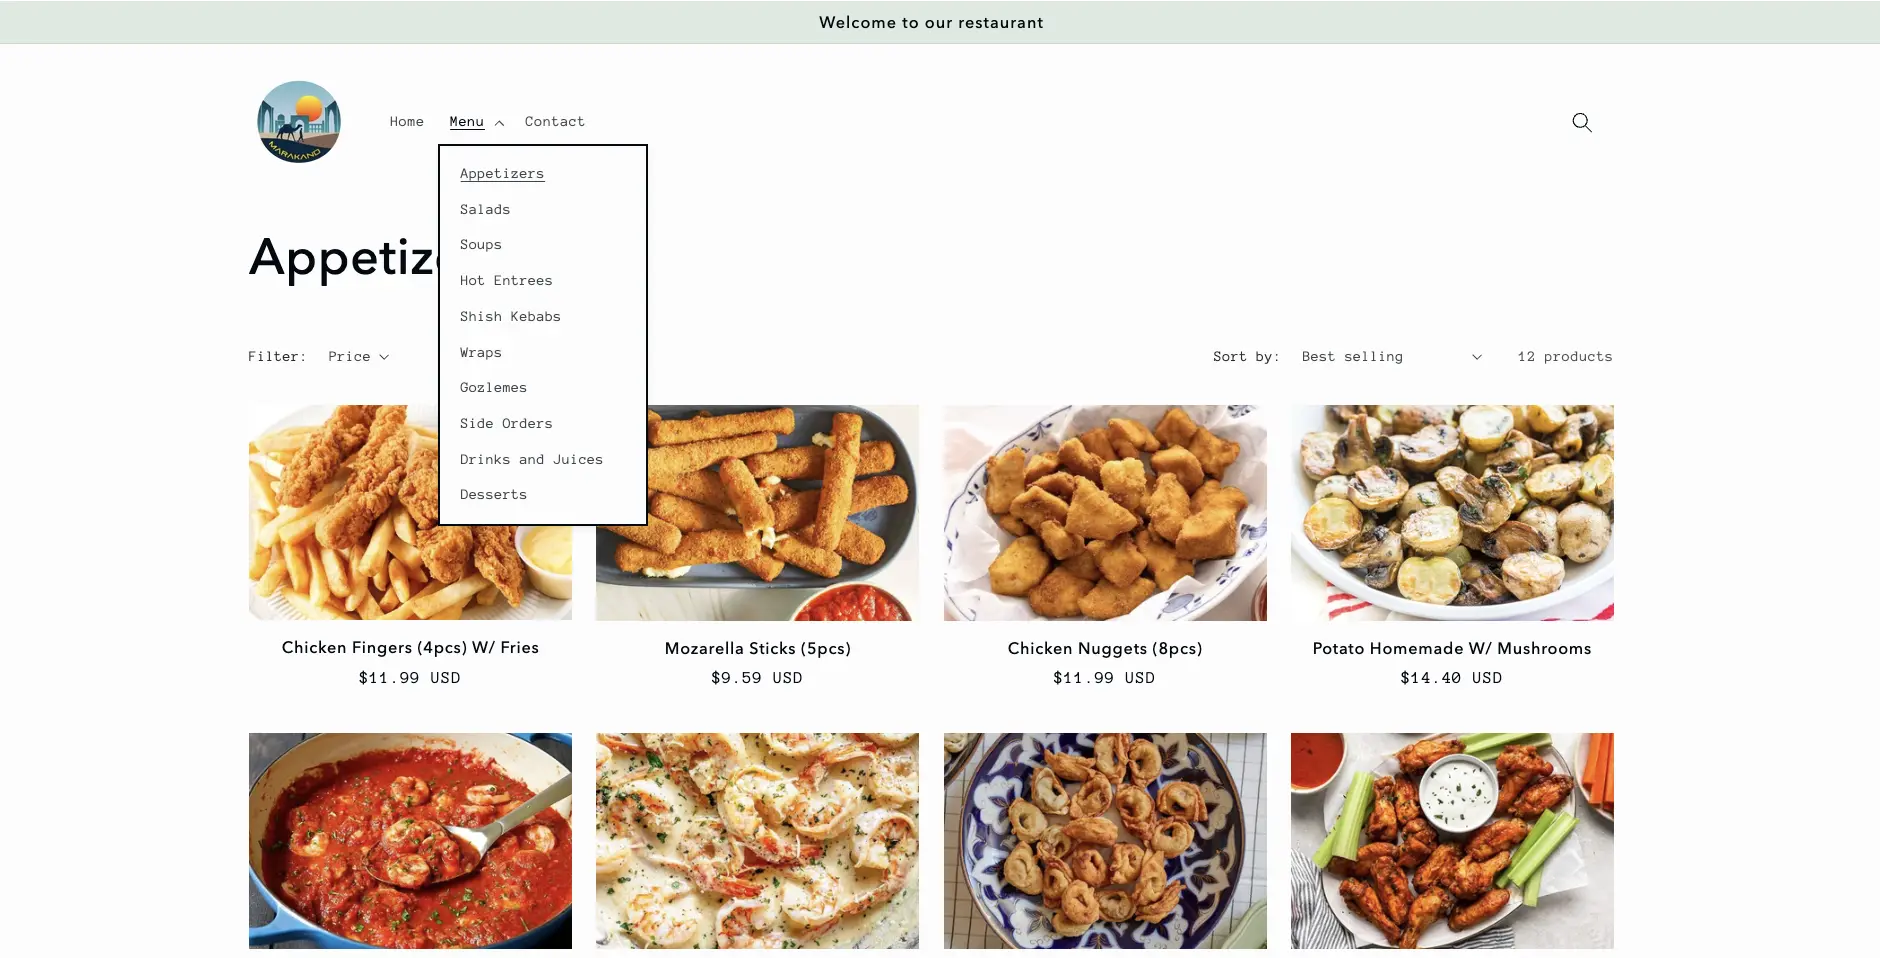 Welcome to our restaurant
MARAKAND
Home Menu Contact
Appetizers
Salads
Soups
Hot Entrees
Shish Kebabs
Wraps
Gozlemes
Side Orders
Drinks and Juices
Desserts
Appetiz
Filter: Price
Sort by: Best selling 12 products
Chicken Fingers (4pcs) W/ Fries
$11.99 USD
Mozarella Sticks (5pcs)
$9.59 USD
Chicken Nuggets (8pcs)
$11.99 USD
Potato Homemade W/ Mushrooms
$14.40 USD